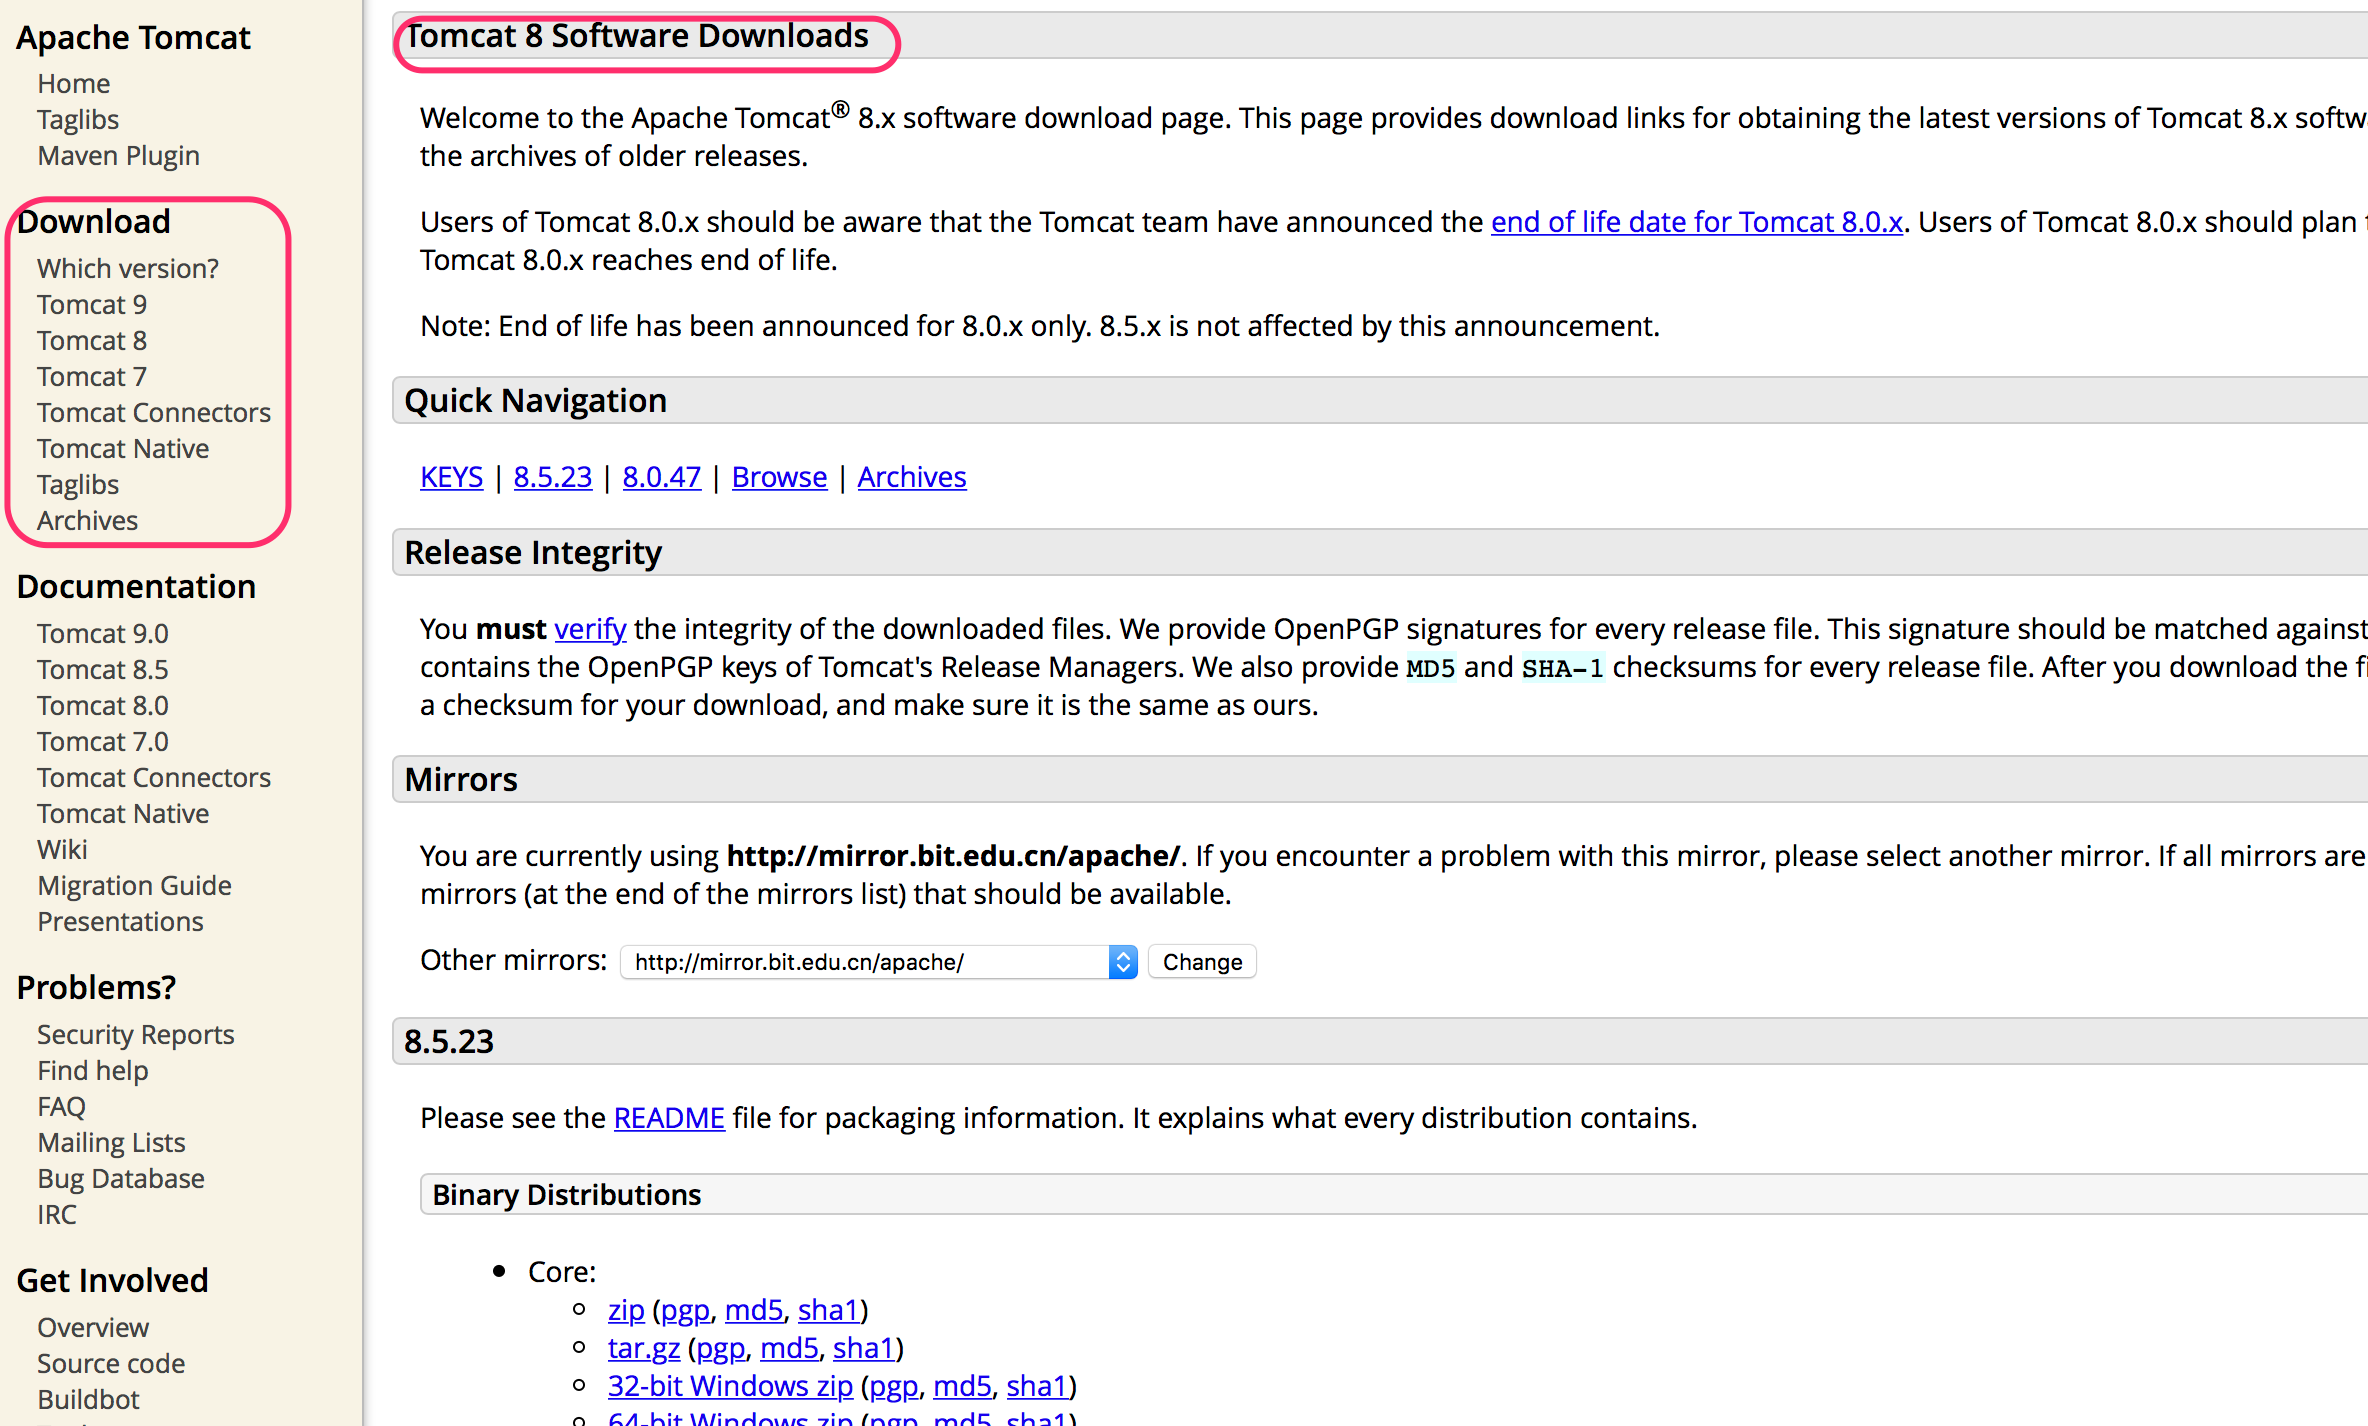 Apache Tomcat
Home
Taglibs
Maven Plugin
Download
Which version?
Tomcat 9
Tomcat 8
Tomcat 7
Tomcat Connectors
Tomcat Native
Taglibs
Archives
Documentation
Tomcat 9.0
Tomcat 8.5
Tomcat 8.0
Tomcat 7.0
Tomcat Connectors
Tomcat Native
Wiki
Migration Guide
Presentations
Problems?
Security Reports
Find help
FAQ
Mailing Lists
Bug Database
IRC
Get Involved
Overview
Source code
Buildbot
Tomcat 8 Software Downloads
Welcome to the Apache Tomcat® 8.x software download page. This page provides download links for obtaining the latest versions of Tomcat 8.x softw
the archives of older releases.
Users of Tomcat 8.0.x should be aware that the Tomcat team have announced the end of life date for Tomcat 8.0.x. Users of Tomcat 8.0.x should plan t
Tomcat 8.0.x reaches end of life.
Note: End of life has been announced for 8.0.x only. 8.5.x is not affected by this announcement.
Quick Navigation
KEYS | 8.5.23 | 8.0.47 | Browse | Archives
Release Integrity
You must verify the integrity of the downloaded files. We provide OpenPGP signatures for every release file. This signature should be matched against
contains the OpenPGP keys of Tomcat's Release Managers. We also provide MD5 and SHA-1 checksums for every release file. After you download the fi
a checksum for your download, and make sure it is the same as ours.
Mirrors
You are currently using http://mirror.bit.edu.cn/apache/. If you encounter a problem with this mirror, please select another mirror. If all mirrors are
mirrors (at the end of the mirrors list) that should be available.
Other mirrors: http://mirror.bit.edu.cn/apache/ Change
8.5.23
Please see the README file for packaging information. It explains what every distribution contains.
Binary Distributions
• Core:
zip (pgp, md5, sha1)
tar.gz (pgp, md5, sha1)
32-bit Windows zip (pgp, md5, sha1)
64-bit Windows zip (pgp, md5, sha1)